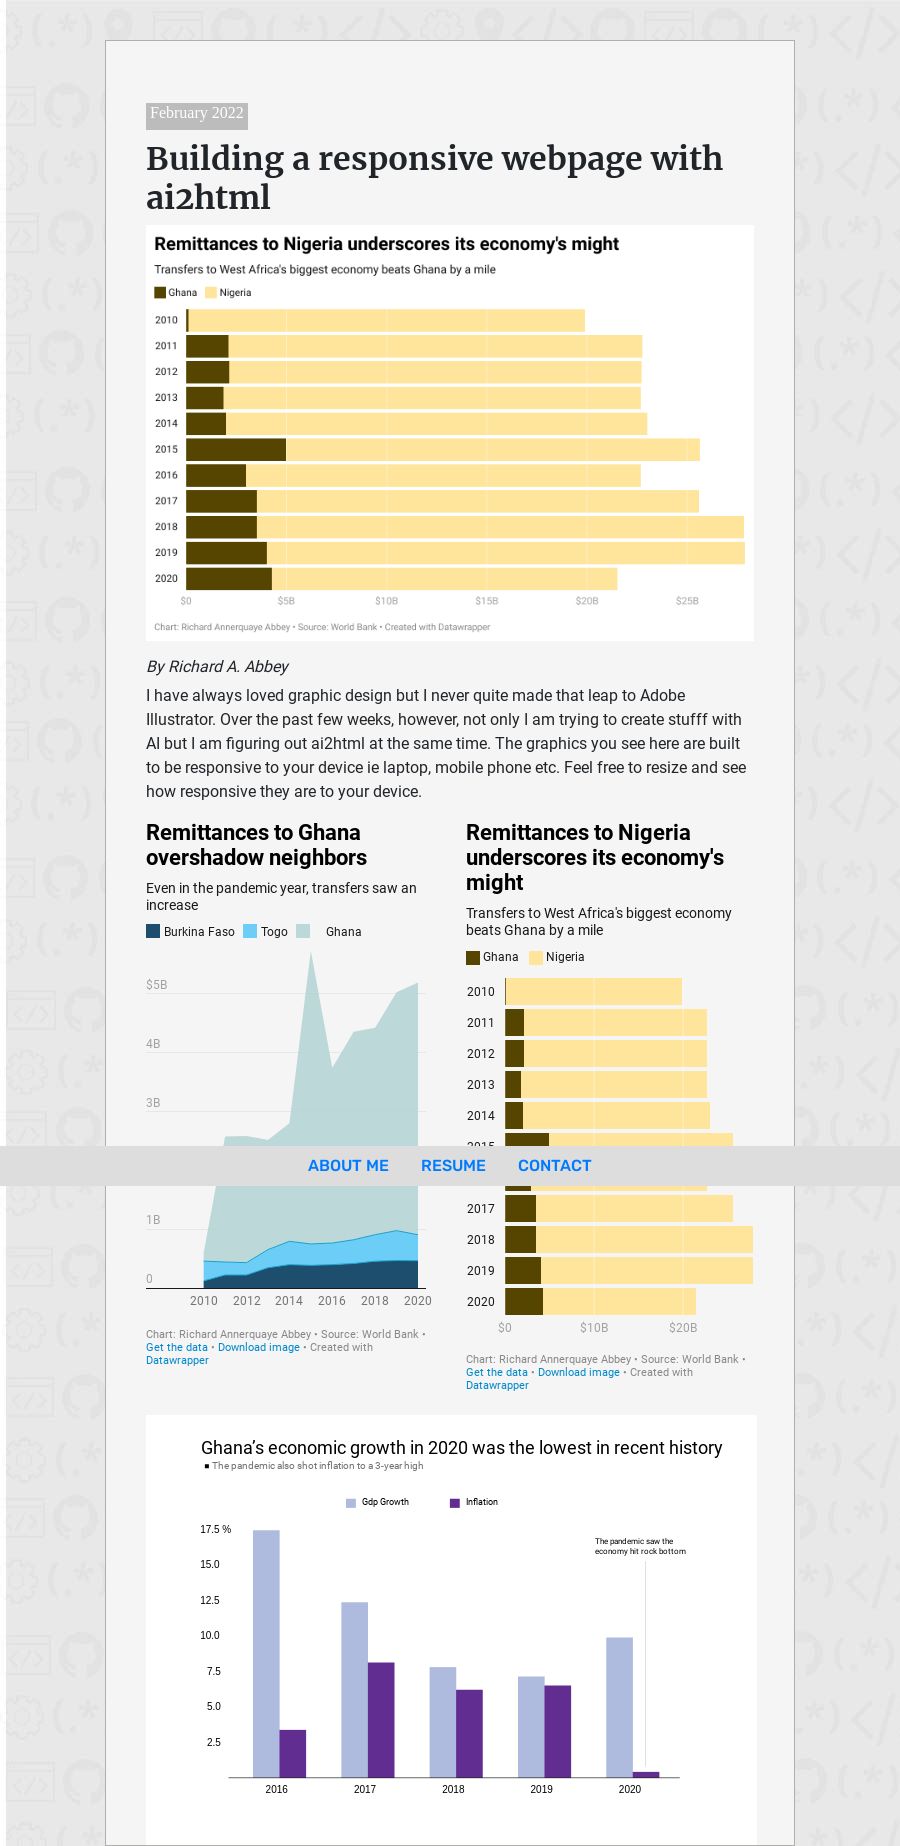 February 2022
Building a responsive webpage with
ai2html
Remittances to Nigeria underscores its economy's might
Transfers to West Africa's biggest economy beats Ghana by a mile
Ghana Nigeria
2010
2011
2012
2013
2014
2015
2016
2017
2018
2019
2020
$0 $5B $10B $15B $20B $25B
Chart: Richard Annerquaye Abbey • Source: World Bank • Created with Datawrapper
By Richard A. Abbey
I have always loved graphic design but I never quite made that leap to Adobe
Illustrator. Over the past few weeks, however, not only I am trying to create stufff with
AI but I am figuring out ai2html at the same time. The graphics you see here are built
to be responsive to your device ie laptop, mobile phone etc. Feel free to resize and see
how responsive they are to your device.
Remittances to Ghana
overshadow neighbors
Even in the pandemic year, transfers saw an
increase
Burkina Faso Togo Ghana
$5B
4B
3B
1B
0
2010 2012 2014 2016 2018 2020
Chart: Richard Annerquaye Abbey • Source: World Bank •
Get the data • Download image • Created with
Datawrapper
Remittances to Nigeria
underscores its economy's
might
Transfers to West Africa's biggest economy
beats Ghana by a mile
Ghana Nigeria
2010
2011
2012
2013
2014
2015
ABOUT ME RESUME CONTACT
2017
2018
2019
2020
$0 $10B $20B
Chart: Richard Annerquaye Abbey • Source: World Bank •
Get the data • Download image • Created with
Datawrapper
Ghana's economic growth in 2020 was the lowest in recent history
■ The pandemic also shot inflation to a 3-year high
Gdp Growth Inflation
17.5 %
The pandemic saw the
economy hit rock bottom
15.0
12.5
10.0
7.5
5.0
2.5
2016 2017 2018 2019 2020